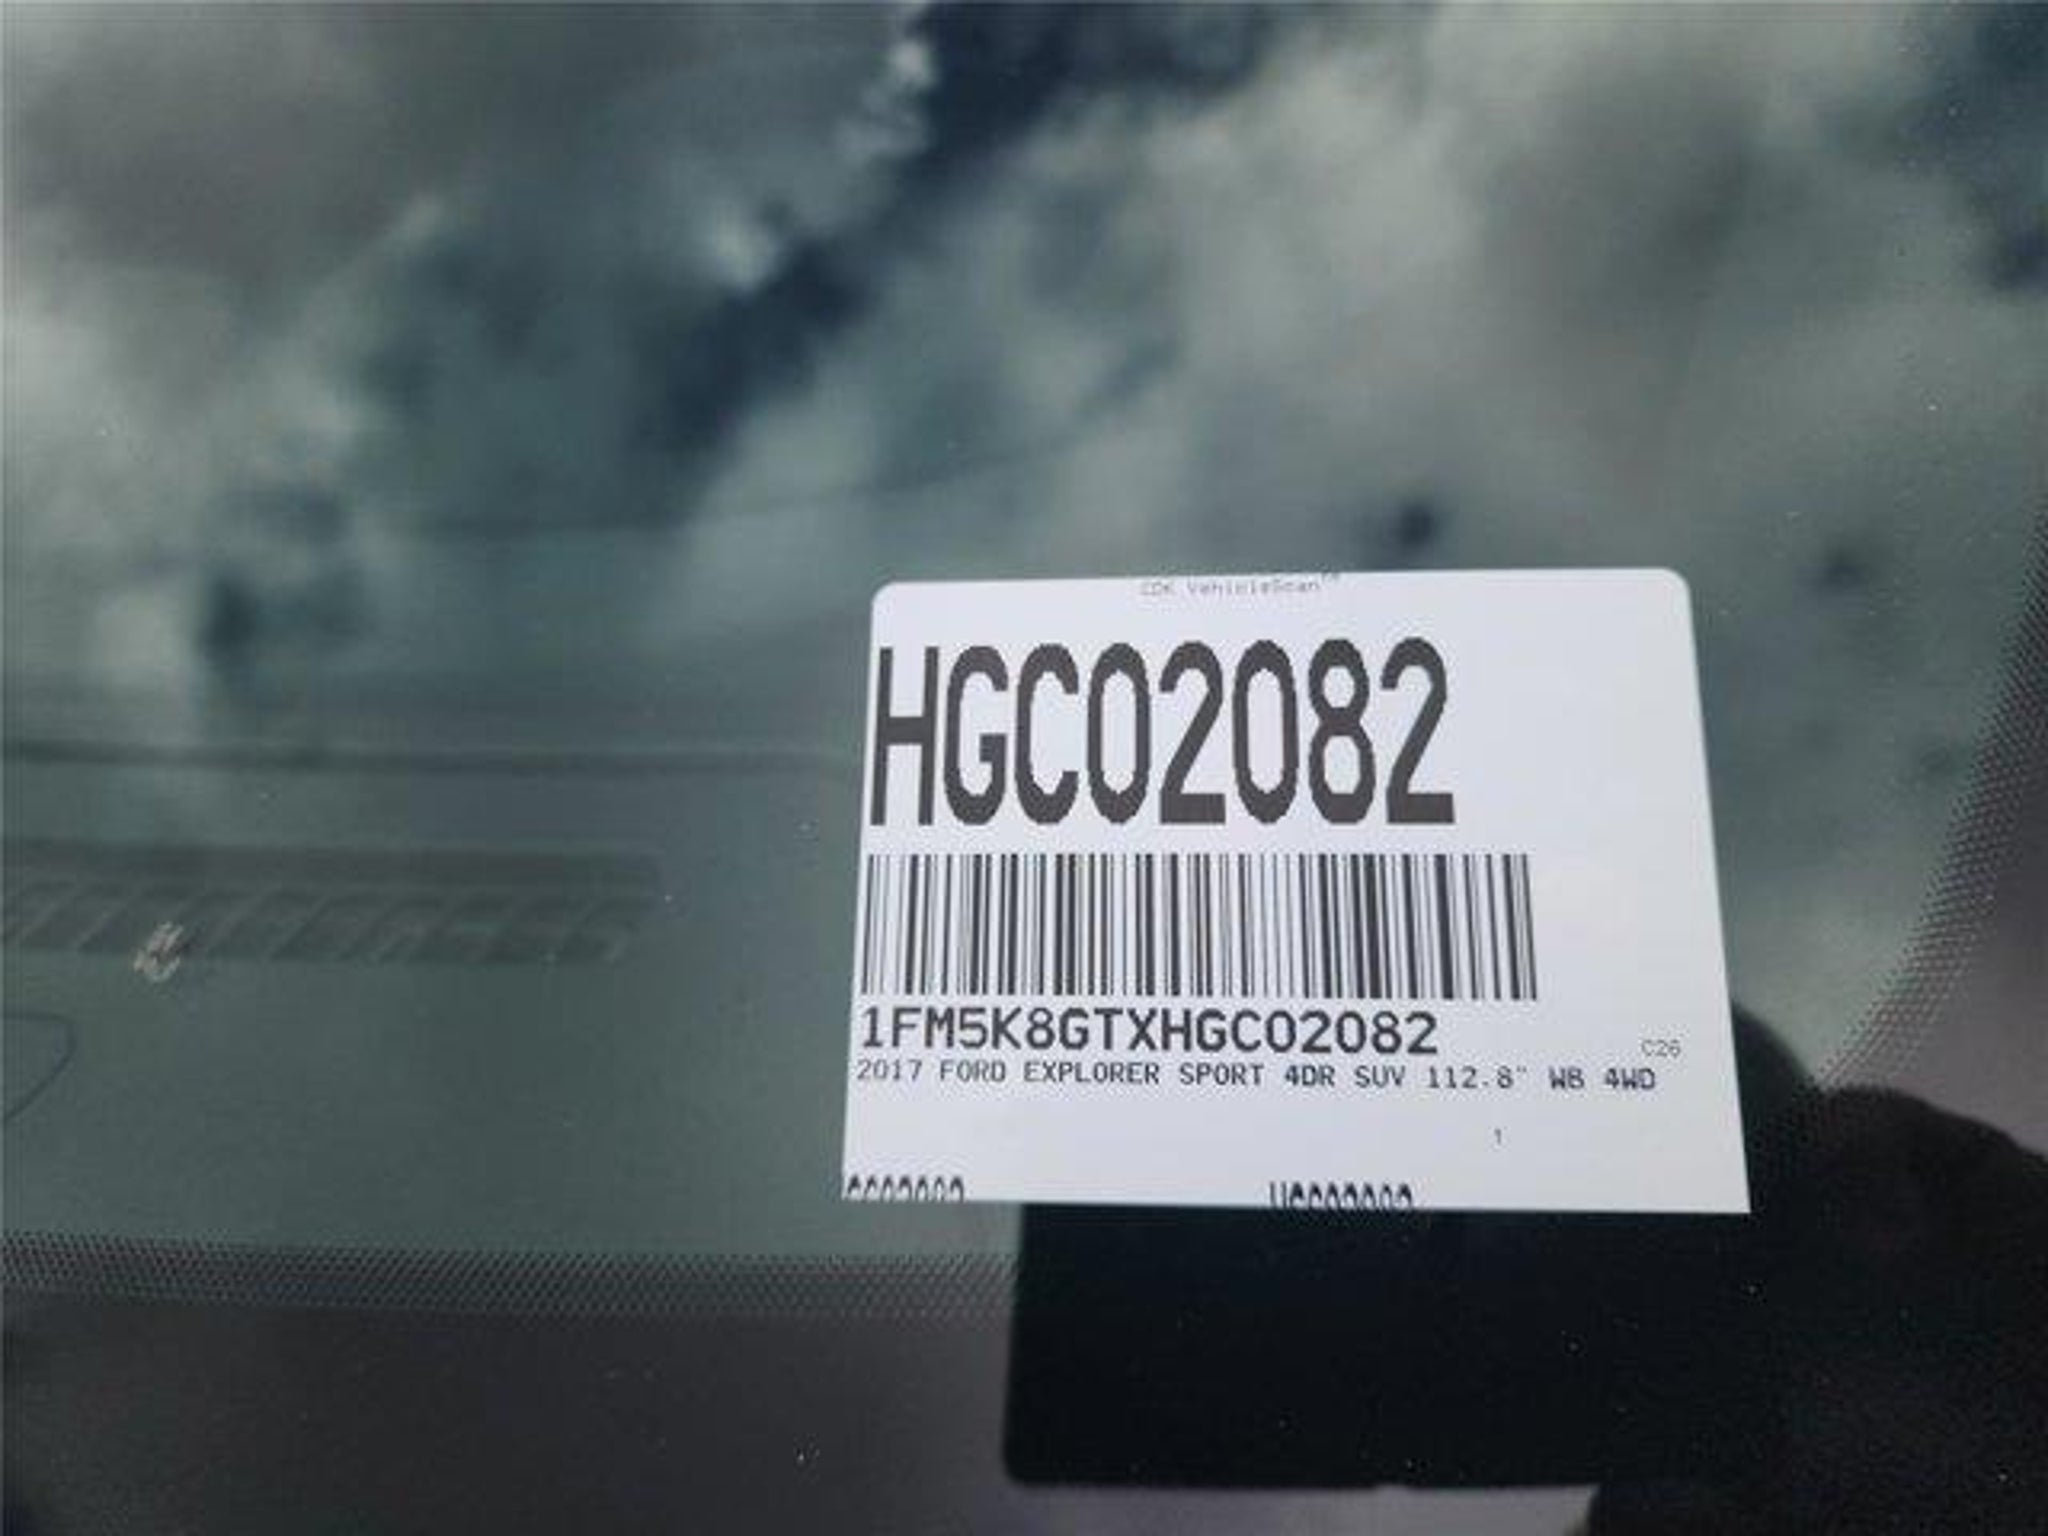 CDK VehicleScan™
HGC02082
1FM5K8GTXHGC02082
C26
2017 FORD EXPLORER SPORT 4DR SUV 112.8" WB 4WD
1